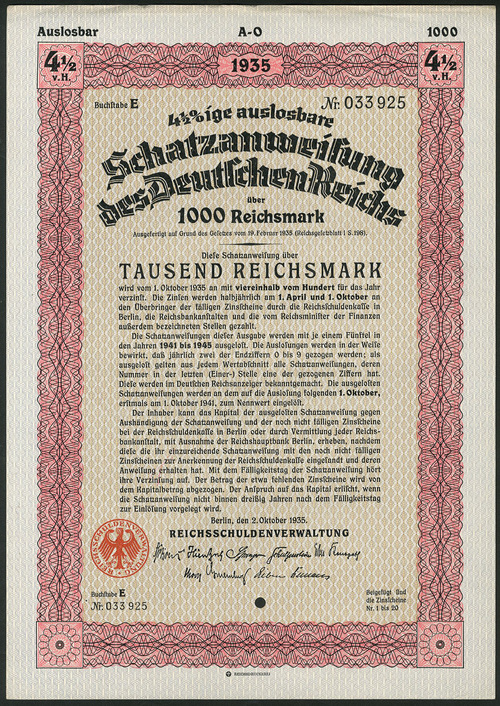 Auslosbar A-O 1000
4½ v.H. 1935 4½ v.H.
Buchstabe E Nr. 033925
4½%ige auslosbare
Schatzanweisung
des Deutschen Reichs
über
1000 Reichsmark
Ausgefertigt auf Grund des Gesetzes vom 19. Februar 1935 (Reichsgesetzblatt I S. 198).
Diese Schatzanweisung über
TAUSEND REICHSMARK
wird vom 1. Oktober 1935 an mit viereinhalb vom Hundert für das Jahr
verzinst. Die Zinsen werden halbjährlich am 1. April und 1. Oktober an
den Überbringer der fälligen Zinsscheine durch die Reichsschuldenkasse in
Berlin, die Reichsbankanstalten und die vom Reichsminister der Finanzen
außerdem bezeichneten Stellen gezahlt.
Die Schatzanweisungen dieser Ausgabe werden mit je einem Fünftel in
den Jahren 1941 bis 1945 ausgelost. Die Auslosungen werden in der Weise
bewirkt, daß jährlich zwei der Endziffern 0 bis 9 gezogen werden; als
ausgelost gelten aus jedem Wertabschnitt alle Schatzanweisungen, deren
Nummer in der letzten (Einer-) Stelle eine der gezogenen Ziffern hat.
Diese werden im Deutschen Reichsanzeiger bekanntgemacht. Die ausgelosten
Schatzanweisungen werden an dem auf die Auslosung folgenden 1. Oktober,
erstmals am 1. Oktober 1941, zum Nennwert eingelöst.
Der Inhaber kann das Kapital der ausgelosten Schatzanweisung gegen
Aushändigung der Schatzanweisung und der noch nicht fälligen Zinsscheine
bei der Reichsschuldenkasse in Berlin oder durch Vermittlung jeder Reichs-
bankanstalt, mit Ausnahme der Reichshauptbank Berlin, erheben, nachdem
diese die ihr einzureichende Schatzanweisung mit den noch nicht fälligen
Zinsscheinen zur Anerkennung der Reichsschuldenkasse eingesandt und deren
Anweisung erhalten hat. Mit dem Fälligkeitstag der Schatzanweisung hört
ihre Verzinsung auf. Der Betrag der etwa fehlenden Zinsscheine wird von
dem Kapitalbetrag abgezogen. Der Anspruch auf das Kapital erlischt, wenn
die Schatzanweisung nicht binnen dreißig Jahren nach dem Fälligkeitstag
zur Einlösung vorgelegt wird.
Berlin, den 2. Oktober 1935.
REICHSSCHULDENVERWALTUNG
Buchstabe E
Nr. 033925
Beigefügt sind
die Zinsscheine
Nr. 1 bis 20